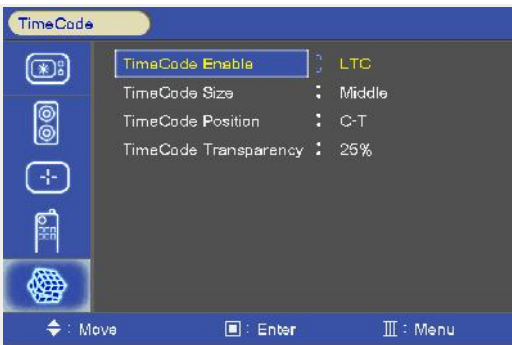 TimeCode
TimeCode Enable : LTC
TimeCode Size : Middle
TimeCode Position : C-T
TimeCode Transparency : 25%
: Move : Enter : Menu